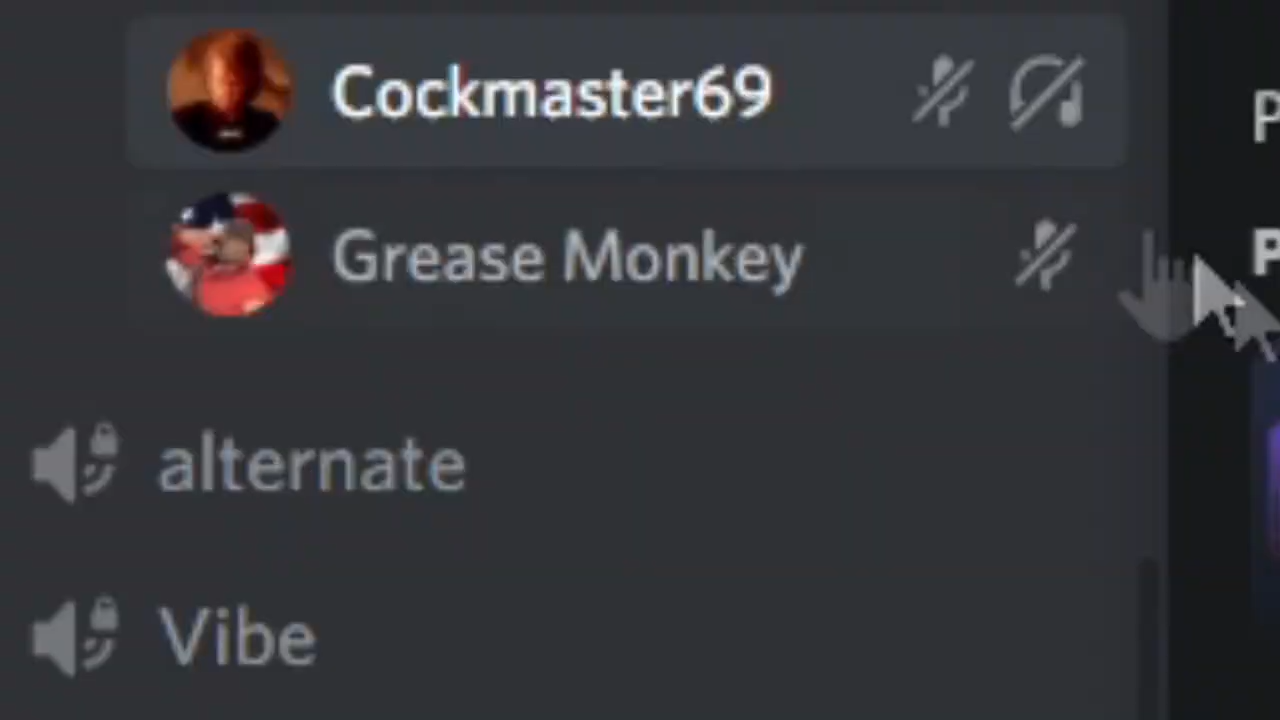 Cockmaster69
P
Grease Monkey
P
alternate
Vibe